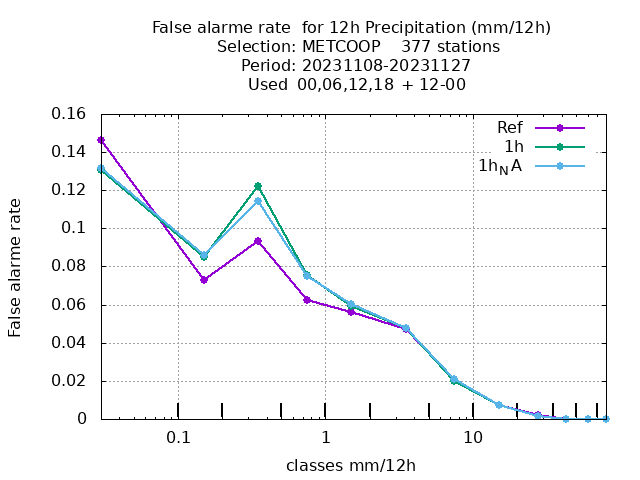 False alarme rate  for 12h Precipitation (mm/12h)
Selection: METCOOP    377 stations
Period: 20231108-20231127
Used  00,06,12,18  + 12-00
Ref
1h
1h_N A
0.16
0.14
0.12
0.1
0.08
0.06
0.04
0.02
0
False alarme rate
0.1 1 10
classes mm/12h